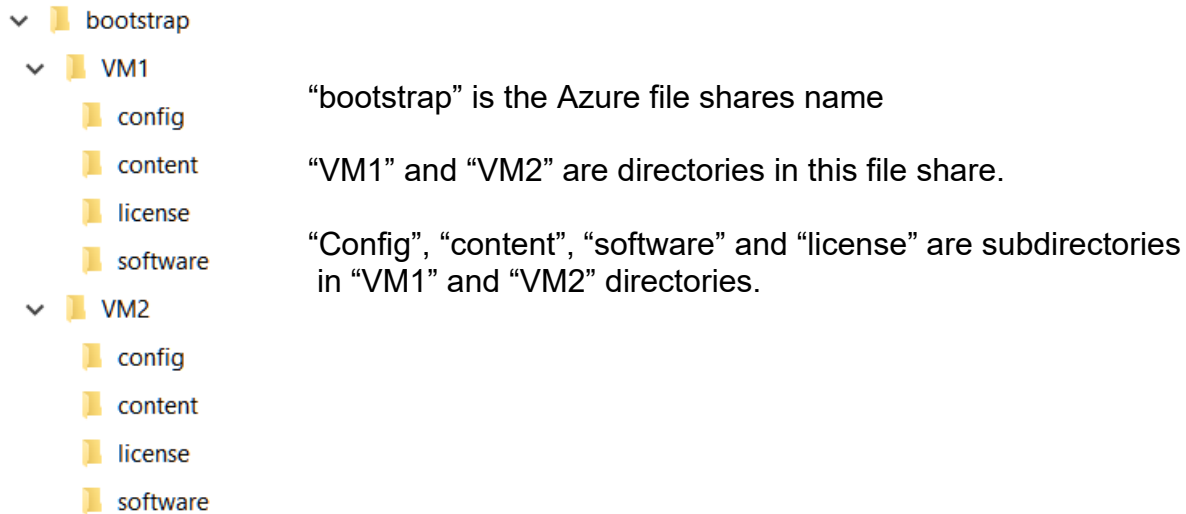 bootstrap
VM1
config
content
license
software
VM2
config
content
license
software
“bootstrap” is the Azure file shares name
“VM1” and “VM2” are directories in this file share.
“Config”, “content”, “software” and “license” are subdirectories
in “VM1” and “VM2” directories.